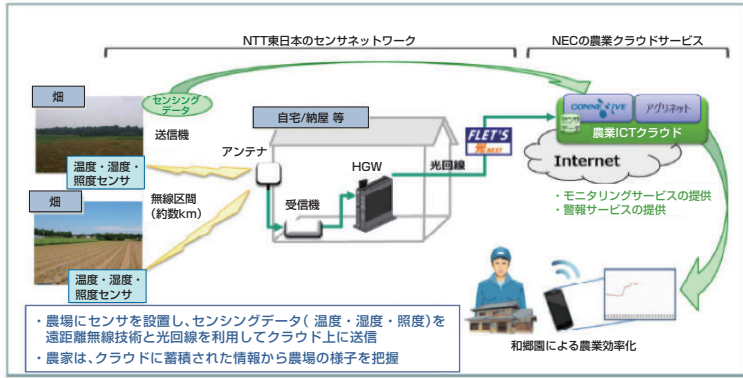 NTT東日本のセンサネットワーク
NECの農業クラウドサービス
畑
センシング
データ
送信機
温度・湿度・
照度センサ
畑
温度・湿度・
照度センサ
無線区間
(約数km)
自宅/納屋 等
アンテナ
受信機
HGW
光回線
FLET'S
光NEXT
CONNEXIVE
アグリネット
センサ
農業ICTクラウド
Internet
・モニタリングサービスの提供
・警報サービスの提供
和郷園による農業効率化
・農場にセンサを設置し、センシングデータ( 温度・湿度・照度)を
遠距離無線技術と光回線を利用してクラウド上に送信
・農家は、クラウドに蓄積された情報から農場の様子を把握